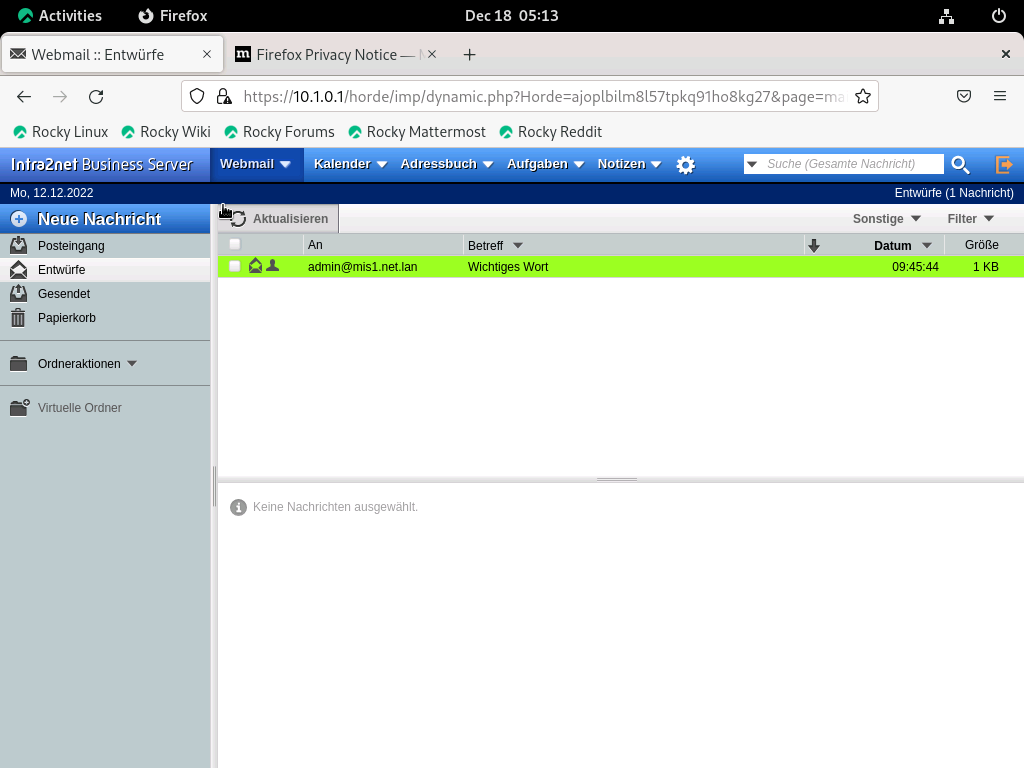 Activities Firefox Dec 18 05:13
Webmail :: Entwürfe Firefox Privacy Notice —
https://10.1.0.1/horde/imp/dynamic.php?Horde=ajoplbilm8l57tpkq91ho8kg27&page=ma
Rocky Linux Rocky Wiki Rocky Forums Rocky Mattermost Rocky Reddit
Intra2net Business Server Webmail Kalender Adressbuch Aufgaben Notizen Suche (Gesamte Nachricht)
Mo, 12.12.2022 Entwürfe (1 Nachricht)
Neue Nachricht Aktualisieren Sonstige Filter
Posteingang An Betreff Datum Größe
Entwürfe admin@mis1.net.lan Wichtiges Wort 09:45:44 1 KB
Gesendet
Papierkorb
Ordneraktionen
Virtuelle Ordner
Keine Nachrichten ausgewählt.